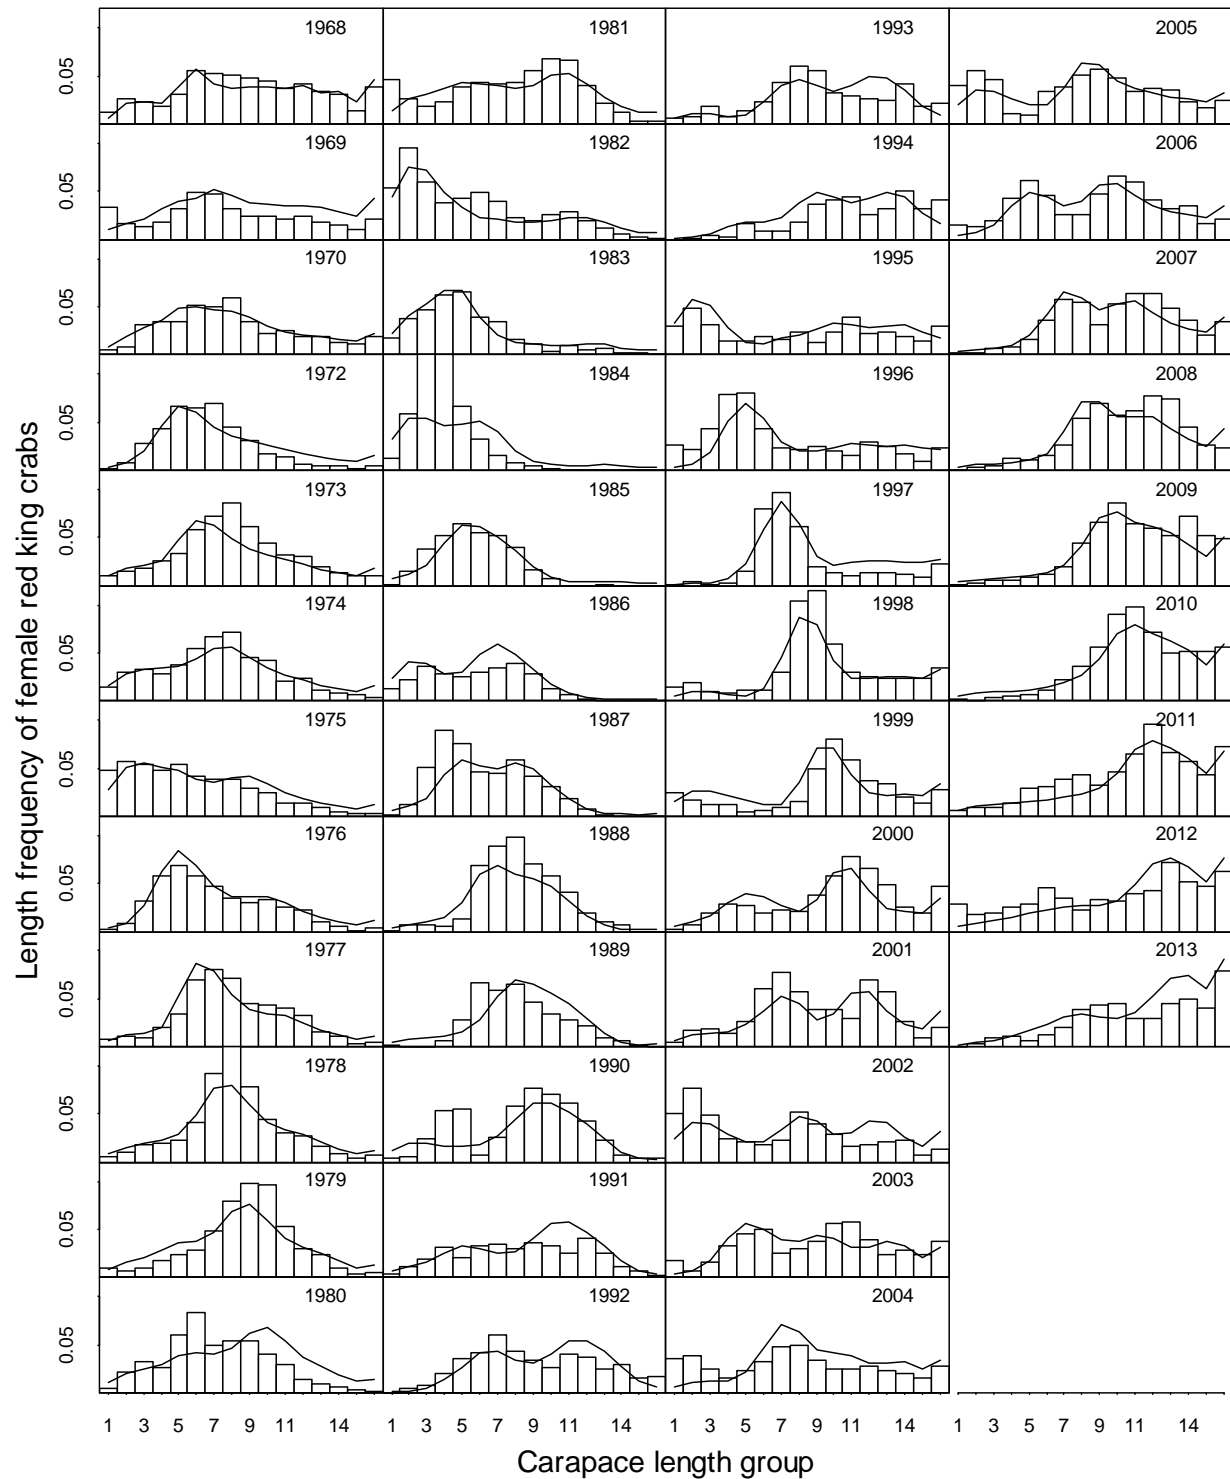 1968 1981 1993 2005
0.05
1969 1982 1994 2006
0.05
1970 1983 1995 2007
0.05
1972 1984 1996 2008
0.05
1973 1985 1997 2009
0.05
1974 1986 1998 2010
0.05
1975 1987 1999 2011
0.05
1976 1988 2000 2012
0.05
1977 1989 2001 2013
0.05
1978 1990 2002
0.05
1979 1991 2003
0.05
1980 1992 2004
0.05
Length frequency of female red king crabs
1 3 5 7 9 11 14 1 3 5 7 9 11 14 1 3 5 7 9 11 14 1 3 5 7 9 11 14
Carapace length group